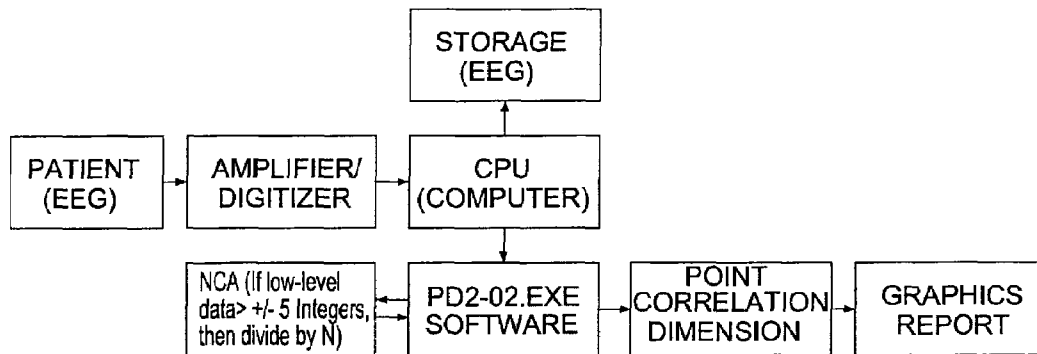 STORAGE
(EEG)
PATIENT
(EEG)
AMPLIFIER/
DIGITIZER
CPU
(COMPUTER)
NCA (If low-level
data> +/- 5 Integers,
then divide by N)
PD2-02.EXE
SOFTWARE
POINT
CORRELATION
DIMENSION
GRAPHICS
REPORT